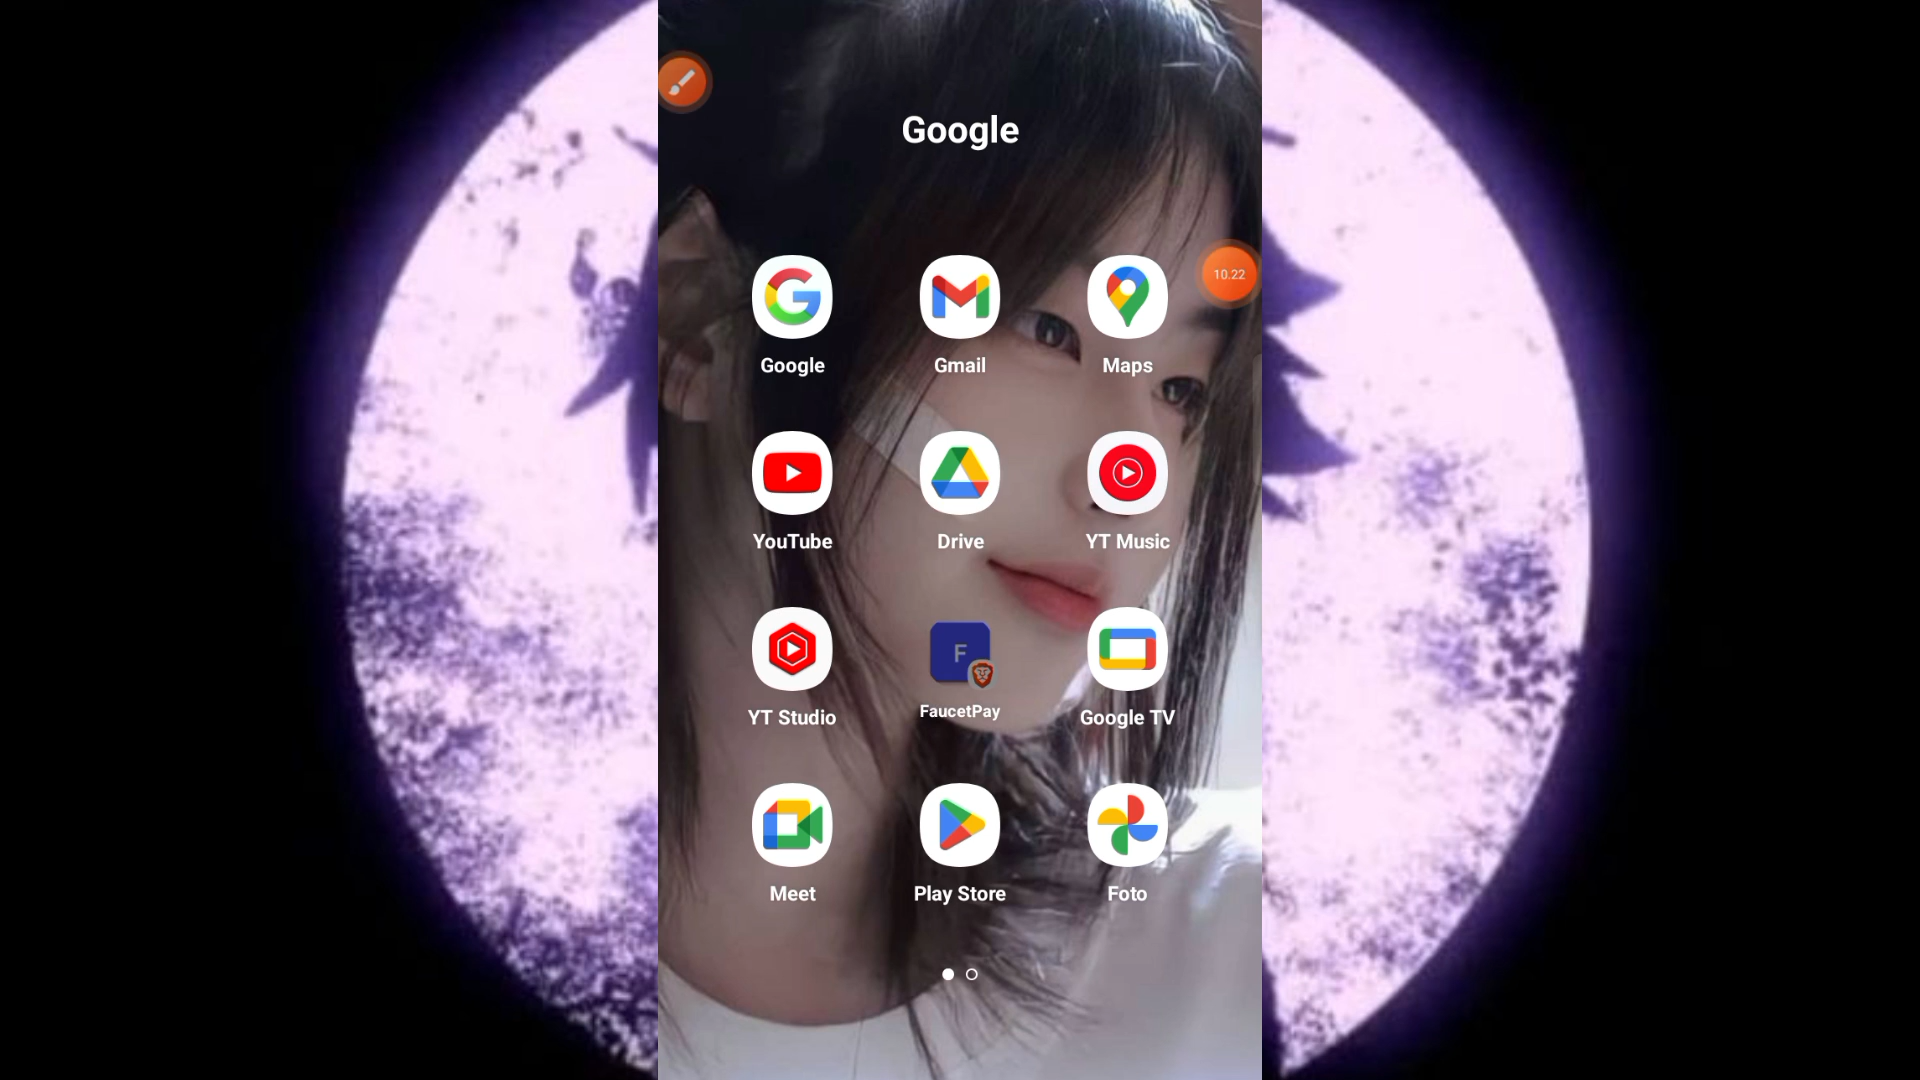 Google
10.22
Google Gmail Maps
YouTube Drive YT Music
F
YT Studio FaucetPay Google TV
Meet Play Store Foto